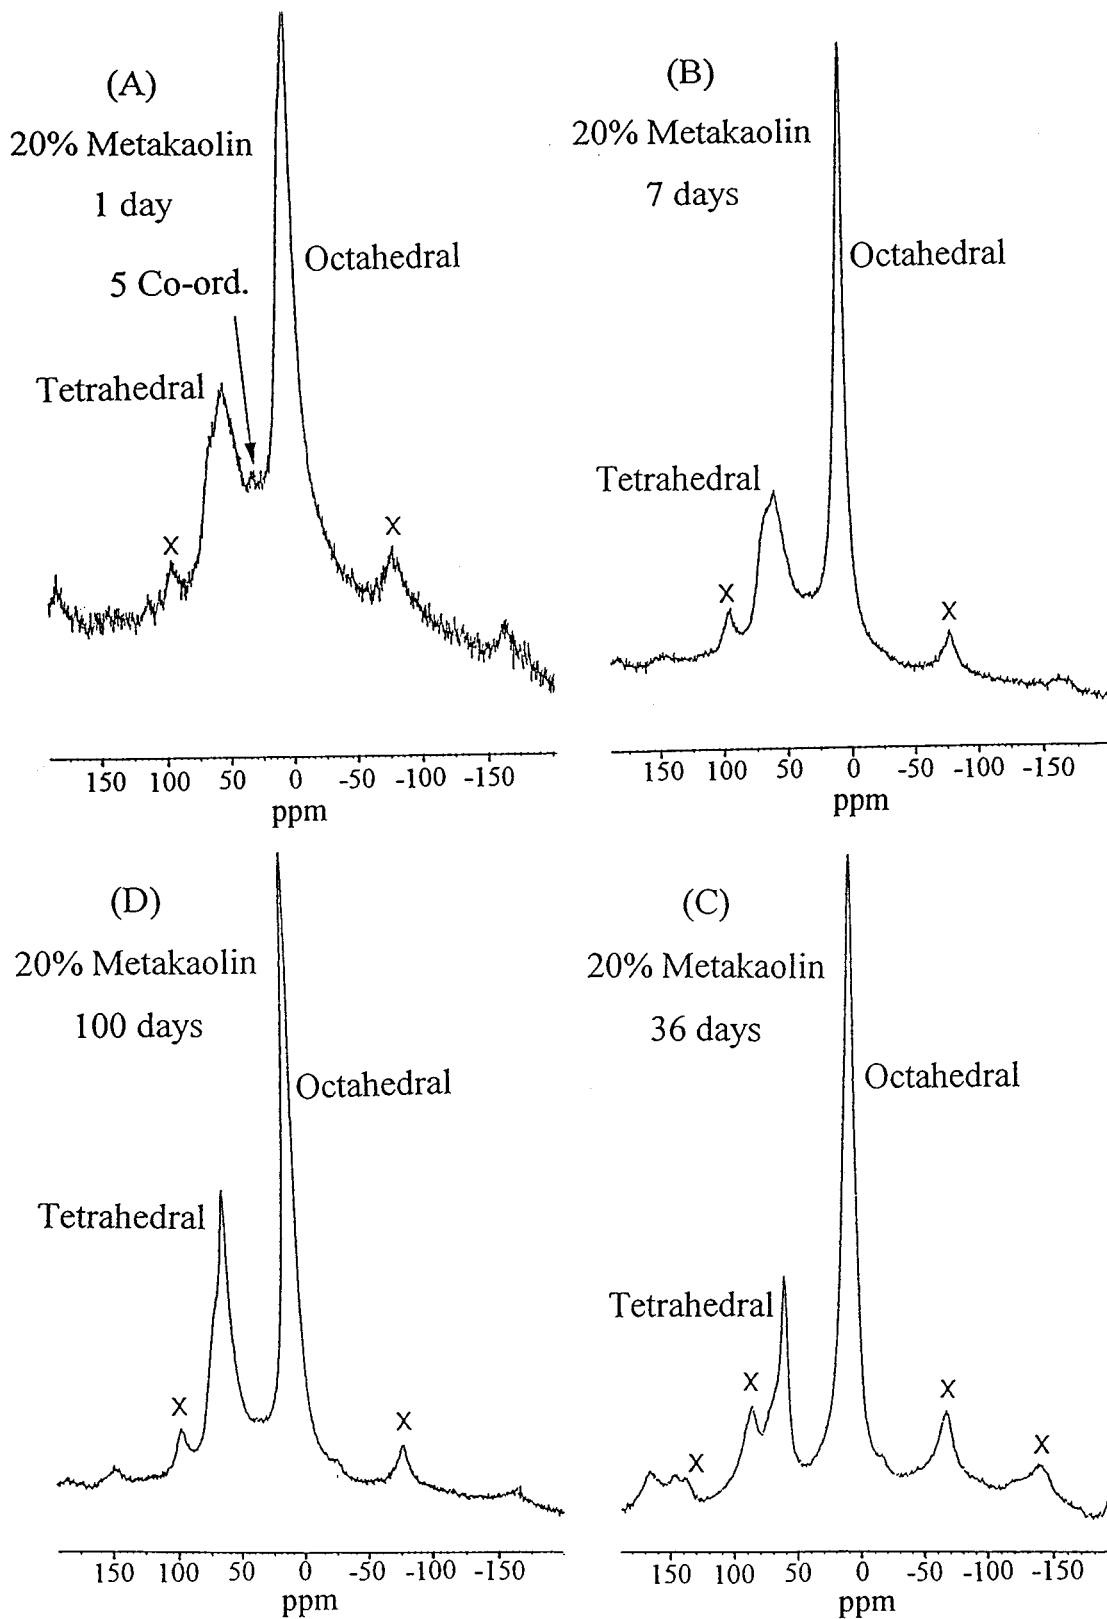 (A)
20% Metakaolin
1 day
5 Co-ord.
Octahedral
Tetrahedral
X
X
150 100 50 0 -50 -100 -150
ppm
(B)
20% Metakaolin
7 days
Octahedral
Tetrahedral
X
X
150 100 50 0 -50 -100 -150
ppm
(D)
20% Metakaolin
100 days
Octahedral
Tetrahedral
X
X
150 100 50 0 -50 -100 -150
ppm
(C)
20% Metakaolin
36 days
Octahedral
Tetrahedral
X
X
X
X
150 100 50 0 -50 -100 -150
ppm